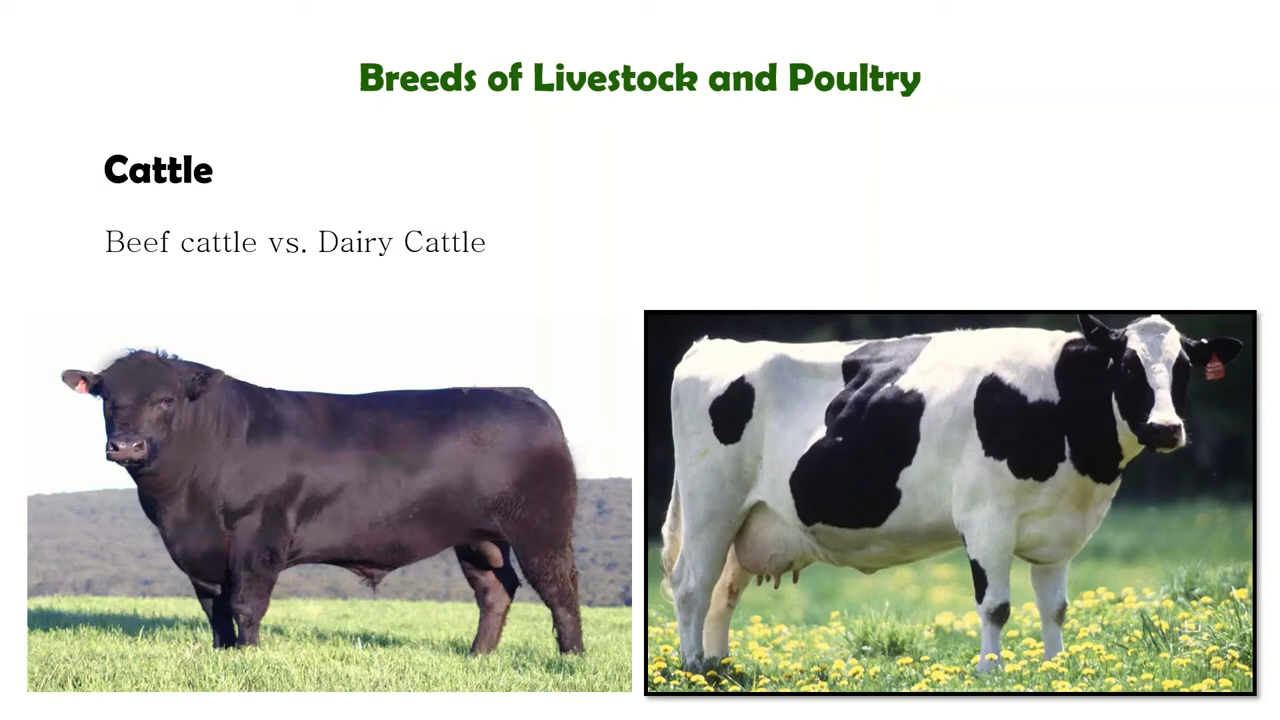 Breeds of Livestock and Poultry
Cattle
Beef cattle vs. Dairy Cattle